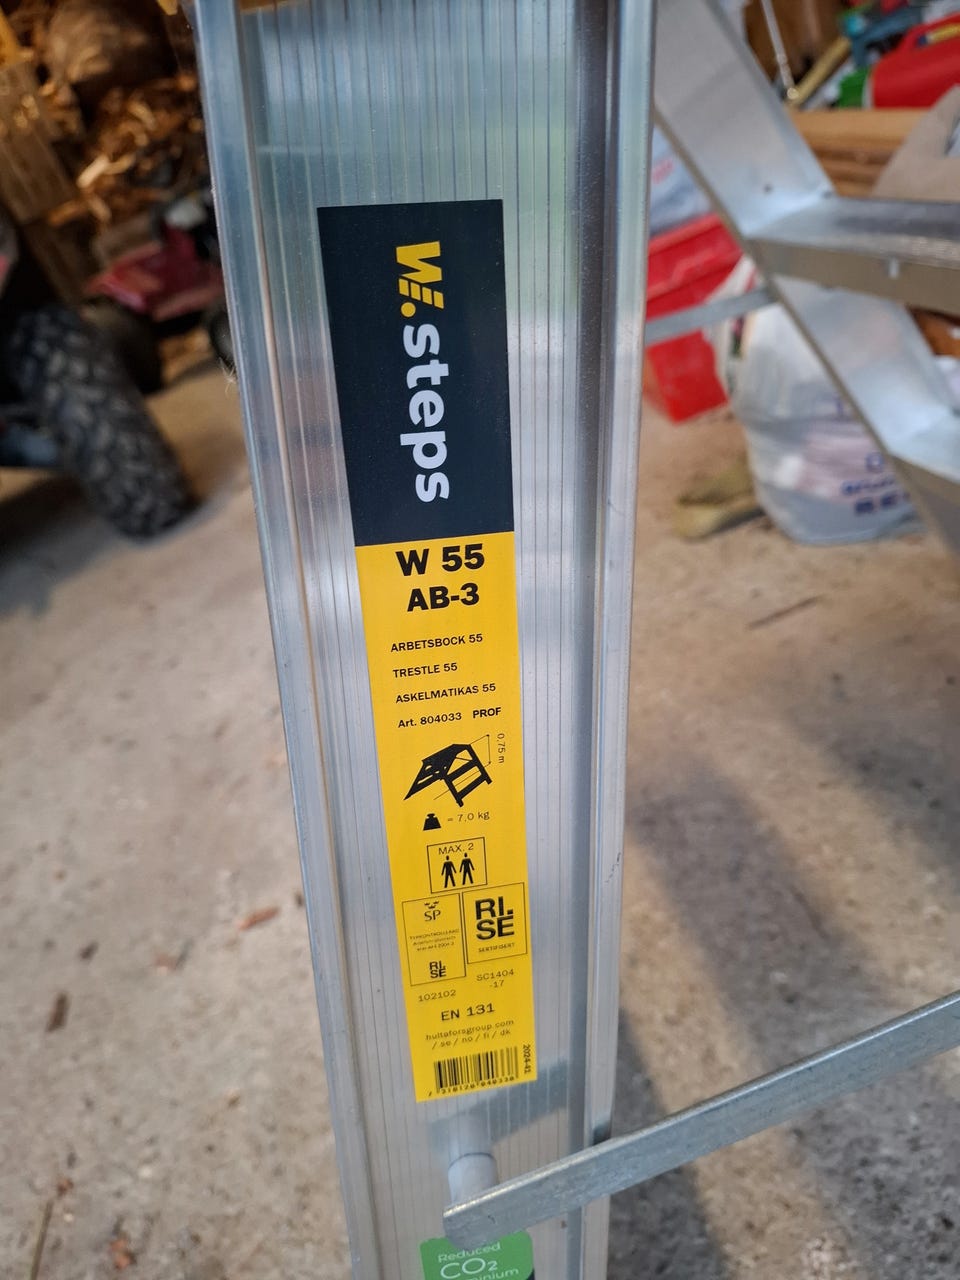 W.steps
W 55
AB-3
ARBETSBOCK 55
TRESTLE 55
ASKELMATIKAS 55
Art. 804033 PROF
0,75 m
= 7,0 kg
MAX. 2
SP
TYPKONTROLLERAD
RI.
SE
RI.
SE
SERTIFIERT
102102
SC1404
-17
EN 131
hultaforsgroup.com
/ se / no / fi / dk
2024-41
Reduced
CO2